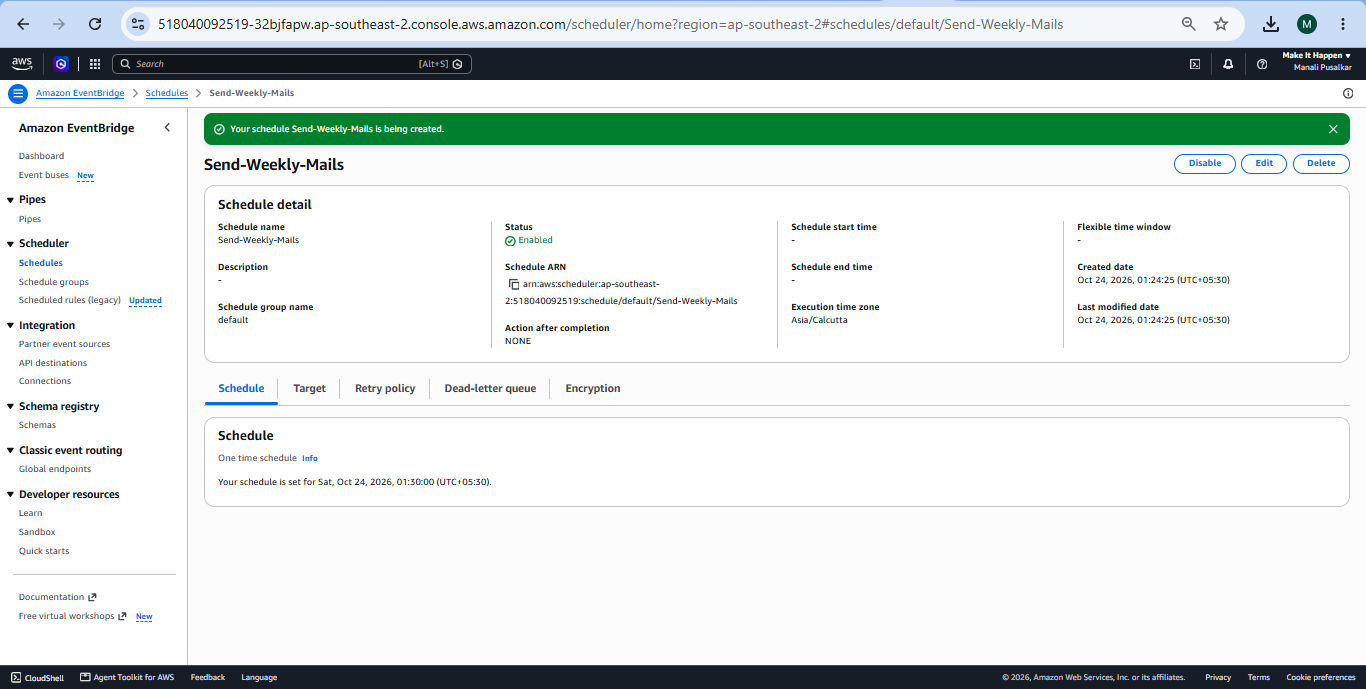 518040092519-32bjfapw.ap-southeast-2.console.aws.amazon.com/scheduler/home?region=ap-southeast-2#schedules/default/Send-Weekly-Mails
M
aws
Search
[Alt+S]
Make It Happen
Manali Pusalkar
Amazon EventBridge
Schedules
Send-Weekly-Mails
Amazon EventBridge
Dashboard
Event buses New
Pipes
Pipes
Scheduler
Schedules
Schedule groups
Scheduled rules (legacy) Updated
Integration
Partner event sources
API destinations
Connections
Schema registry
Schemas
Classic event routing
Global endpoints
Developer resources
Learn
Sandbox
Quick starts
Documentation
Free virtual workshops New
Your schedule Send-Weekly-Mails is being created.
Send-Weekly-Mails
Disable
Edit
Delete
Schedule detail
Schedule name
Send-Weekly-Mails
Description
-
Schedule group name
default
Status
Enabled
Schedule ARN
arn:aws:scheduler:ap-southeast-
2:518040092519:schedule/default/Send-Weekly-Mails
Action after completion
NONE
Schedule start time
-
Schedule end time
-
Execution time zone
Asia/Calcutta
Flexible time window
-
Created date
Oct 24, 2026, 01:24:25 (UTC+05:30)
Last modified date
Oct 24, 2026, 01:24:25 (UTC+05:30)
Schedule
Target
Retry policy
Dead-letter queue
Encryption
Schedule
One time schedule Info
Your schedule is set for Sat, Oct 24, 2026, 01:30:00 (UTC+05:30).
CloudShell
Agent Toolkit for AWS
Feedback
Language
© 2026, Amazon Web Services, Inc. or its affiliates.
Privacy
Terms
Cookie preferences